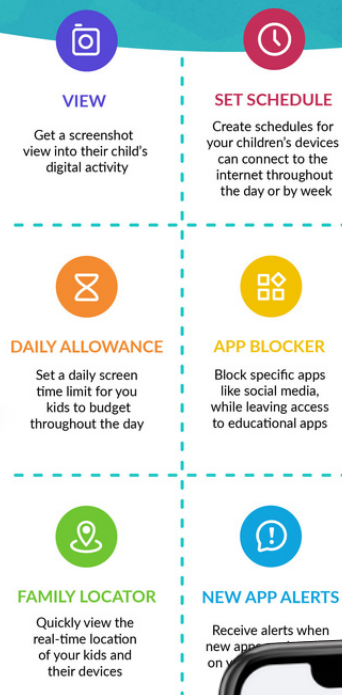 VIEW
Get a screenshot
view into their child's
digital activity
SET SCHEDULE
Create schedules for
your children's devices
can connect to the
internet throughout
the day or by week
DAILY ALLOWANCE
Set a daily screen
time limit for you
kids to budget
throughout the day
APP BLOCKER
Block specific apps
like social media,
while leaving access
to educational apps
FAMILY LOCATOR
Quickly view the
real-time location
of your kids and
their devices
NEW APP ALERTS
Receive alerts when
new
on